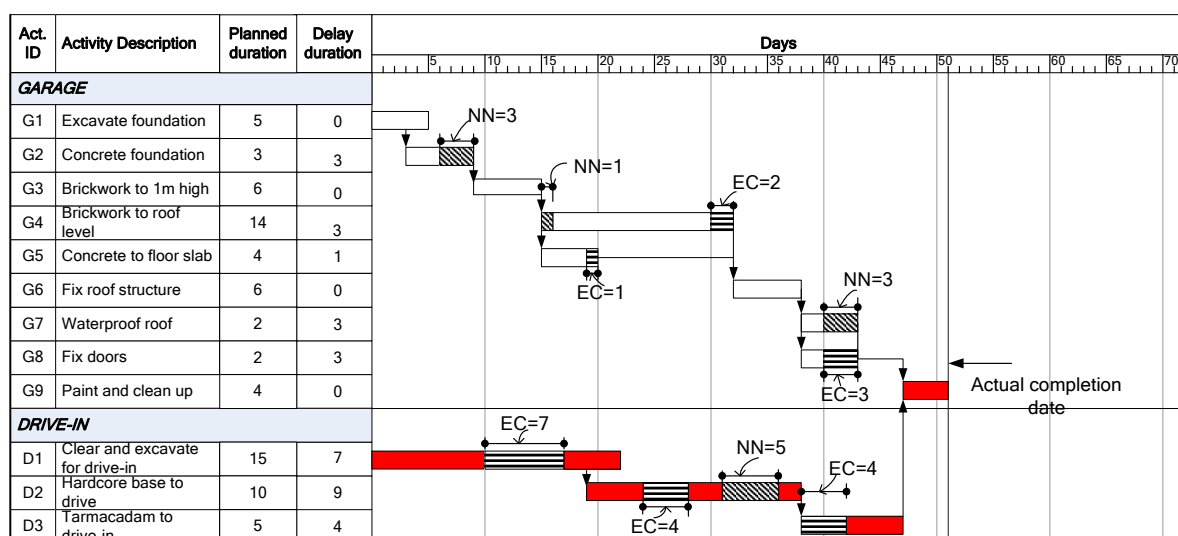 Act. ID Activity Description Planned duration Delay duration Days
5 10 15 20 25 30 35 40 45 50 55 60 65 70
GARAGE
G1 Excavate foundation 5 0
NN=3
G2 Concrete foundation 3 3
NN=1
G3 Brickwork to 1m high 6 0
EC=2
G4 Brickwork to roof level 14 3
G5 Concrete to floor slab 4 1
EC=1
G6 Fix roof structure 6 0
NN=3
G7 Waterproof roof 2 3
G8 Fix doors 2 3
EC=3
G9 Paint and clean up 4 0
Actual completion
date
DRIVE-IN
EC=7
D1 Clear and excavate for drive-in 15 7
NN=5
EC=4
D2 Hardcore base to drive 10 9
EC=4
D3 Tarmacadam to drive-in 5 4